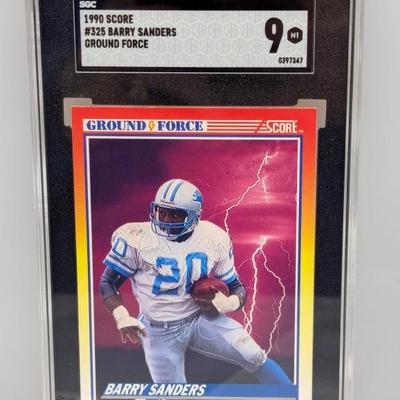 SGC
1990 SCORE
#325 BARRY SANDERS
GROUND FORCE
9 MT
0397347
GROUND FORCE SCORE
20
BARRY SANDERS